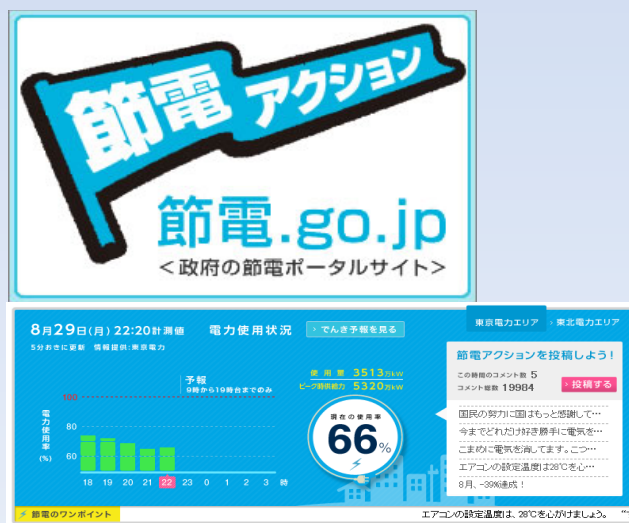 節電アクション
節電.go.jp
＜政府の節電ポータルサイト＞
8月29日(月) 22:20計測値
電力使用状況
でんき予報を見る
東京電力エリア
東北電力エリア
5分おきに更新 情報提供:東京電力
予報
9時から19時台までのみ
使用量 3513万kW
ピーク時供給力 5320万kW
現在の使用率
66%
電力使用率(%)
100
80
60
18 19 20 21 22 23 0 1 2 3 時
節電アクションを投稿しよう!
この時間のコメント数 5
コメント総数 19984
投稿する
国民の努力に国はもっと感謝して…
今までどれだけ好き勝手に電気を…
こまめに電気を消してます。こつ…
エアコンの設定温度は28℃を心…
8月、-39%達成！
節電のワンポイント
エアコンの設定温度は、28℃を心がけましょう。